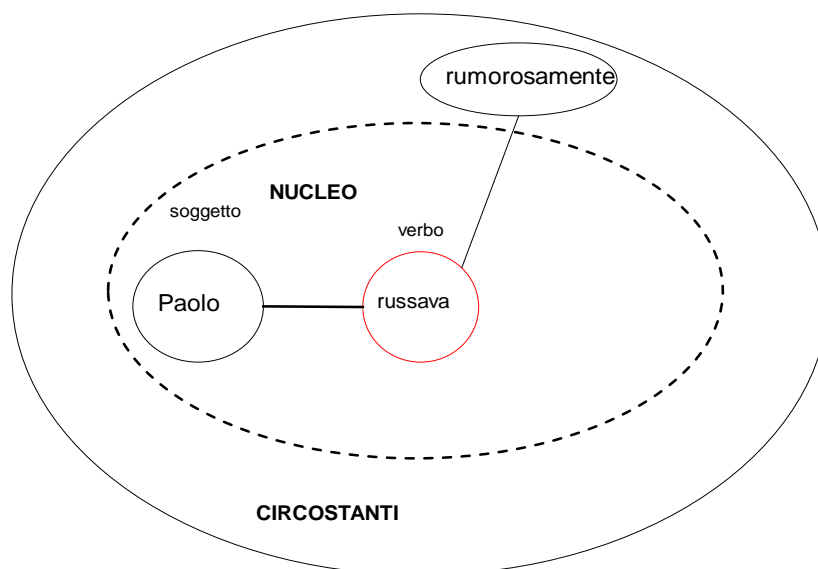 rumorosamente
NUCLEO
soggetto
verbo
Paolo
russava
CIRCOSTANTI